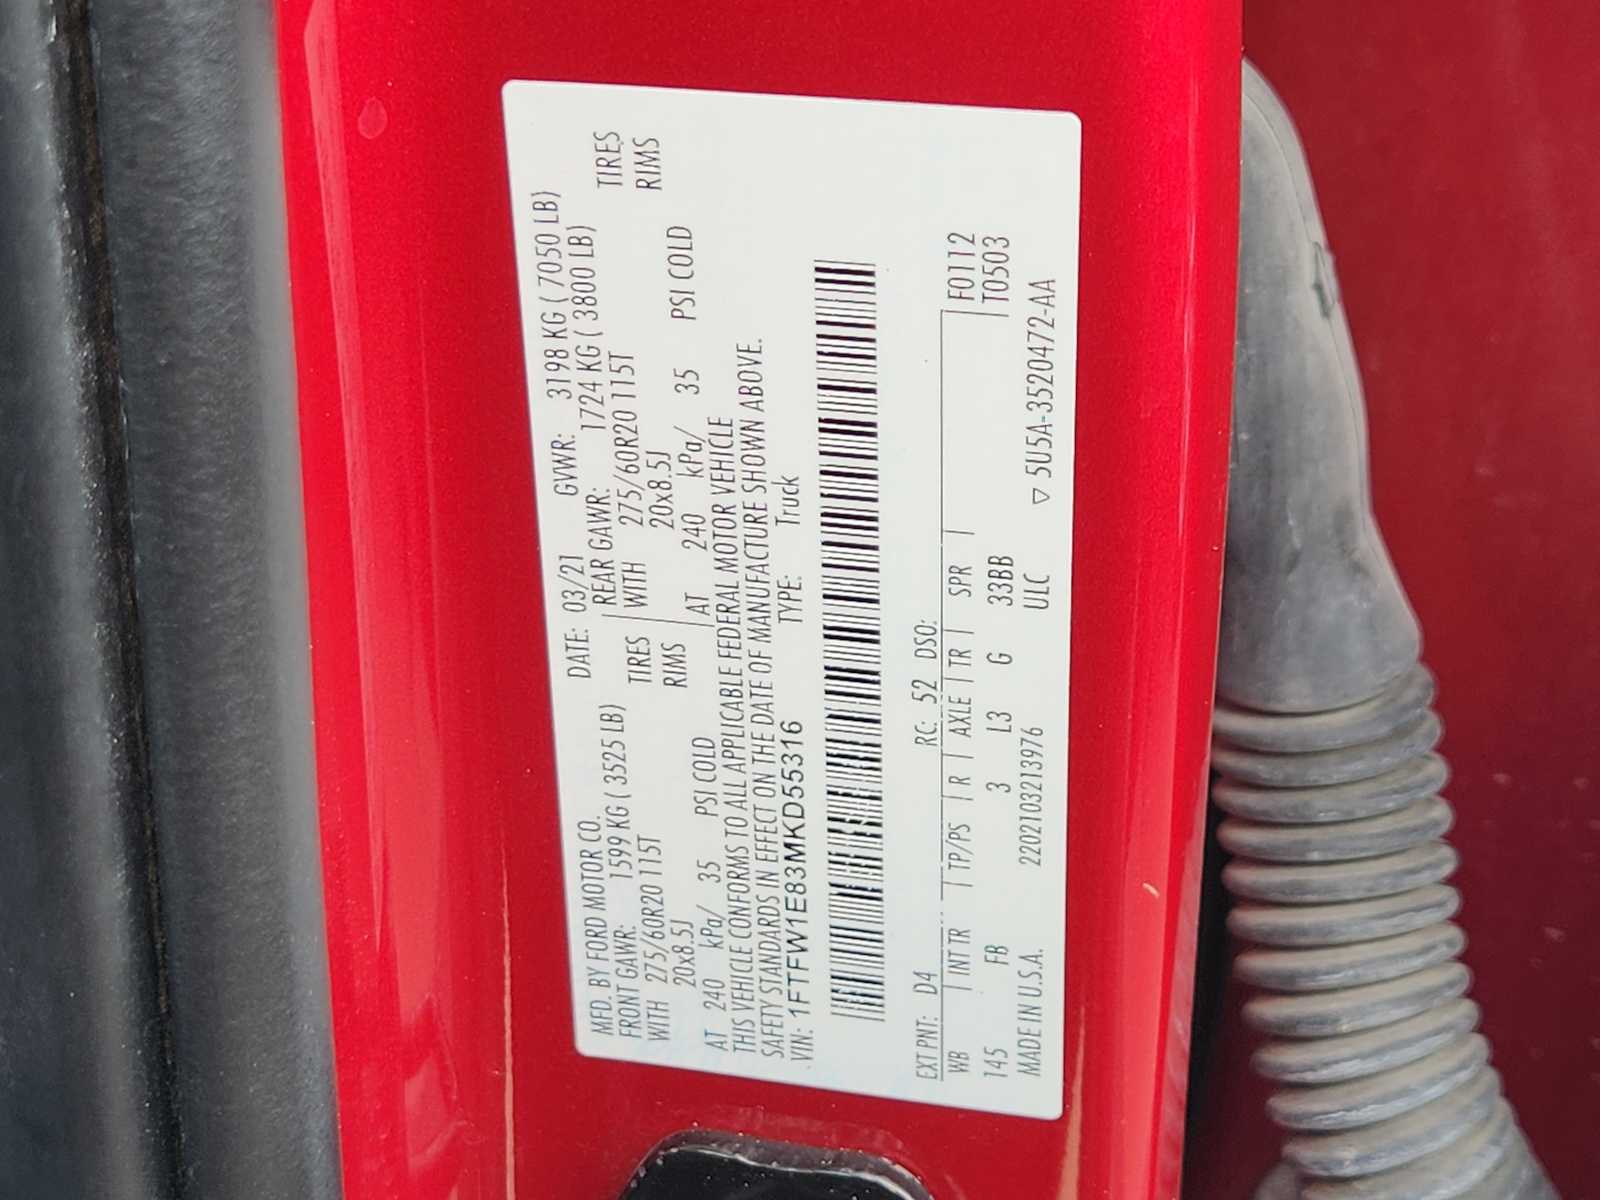 MFD. BY FORD MOTOR CO. DATE: 03/21 GVWR: 3198 KG ( 7050 LB)
FRONT GAWR: 1599 KG ( 3525 LB) REAR GAWR: 1724 KG ( 3800 LB)
WITH 275/60R20 115T TIRES WITH 275/60R20 115T TIRES
20x8.5J RIMS 20x8.5J RIMS
AT 240 kPa/ 35 PSI COLD AT 240 kPa/ 35 PSI COLD
THIS VEHICLE CONFORMS TO ALL APPLICABLE FEDERAL MOTOR VEHICLE
SAFETY STANDARDS IN EFFECT ON THE DATE OF MANUFACTURE SHOWN ABOVE.
VIN: 1FTFW1E83MKD55316 TYPE: Truck
EXT PNT: D4 RC: 52 DSO:
WB INT TR TP/PS R AXLE TR SPR F0112
145 FB 3 L3 G 33BB T0503
MADE IN U.S.A. 22021032 13976 ULC ▽ 5U5A-3520472-AA